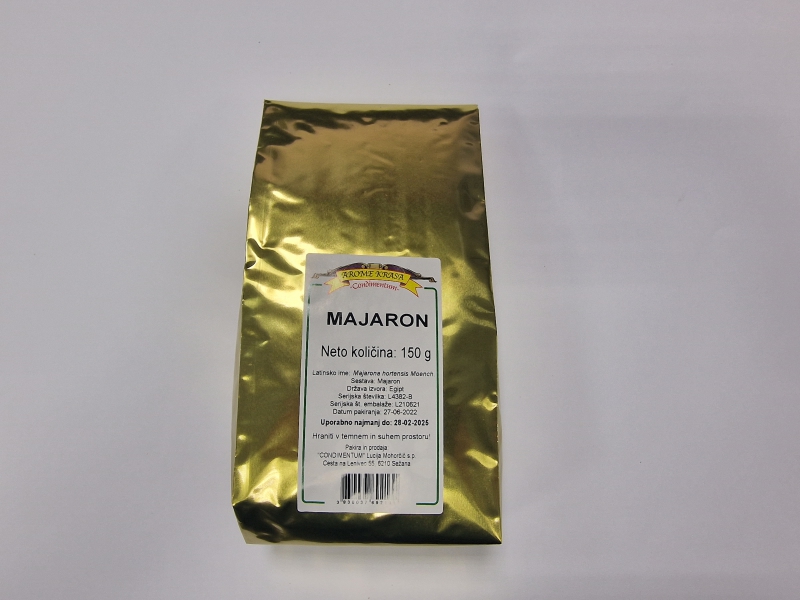 AROME KRASA
Condimentum
MAJARON
Neto količina: 150 g
Latinsko ime: Majorana hortensis Moench
Sestava: Majaron
Država izvora: Egipt
Serijska številka: L4382-B
Serijska št. embalaže: L210621
Datum pakiranja: 27-06-2022
Uporabno najmanj do: 28-02-2025
Hraniti v temnem in suhem prostoru!
Pakira in prodaja
"CONDIMENTUM" Lucija Mohorčič s.p.
Cesta na Lenivec 55, 6210 Sežana